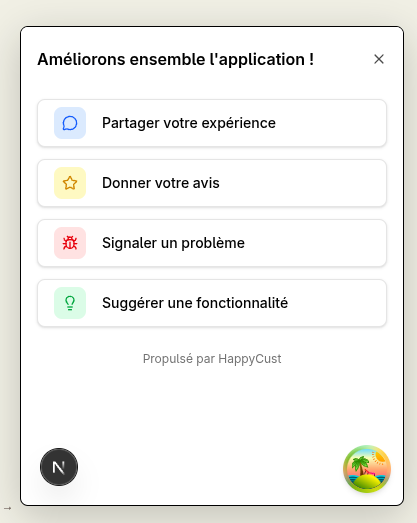 Améliorons ensemble l'application !
Partager votre expérience
Donner votre avis
Signaler un problème
Suggérer une fonctionnalité
Propulsé par HappyCust
N
→